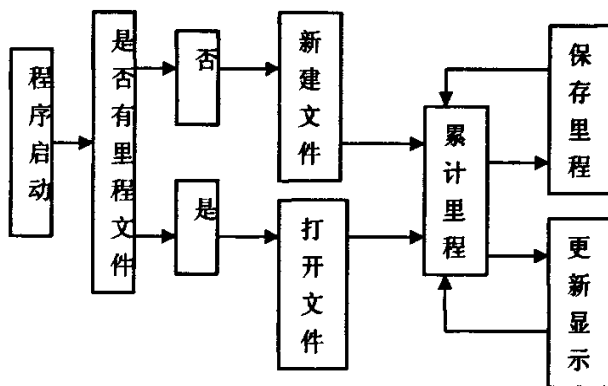 程序启动
是否有里程文件
否
是
新建文件
打开文件
累计里程
保存里程
更新显示